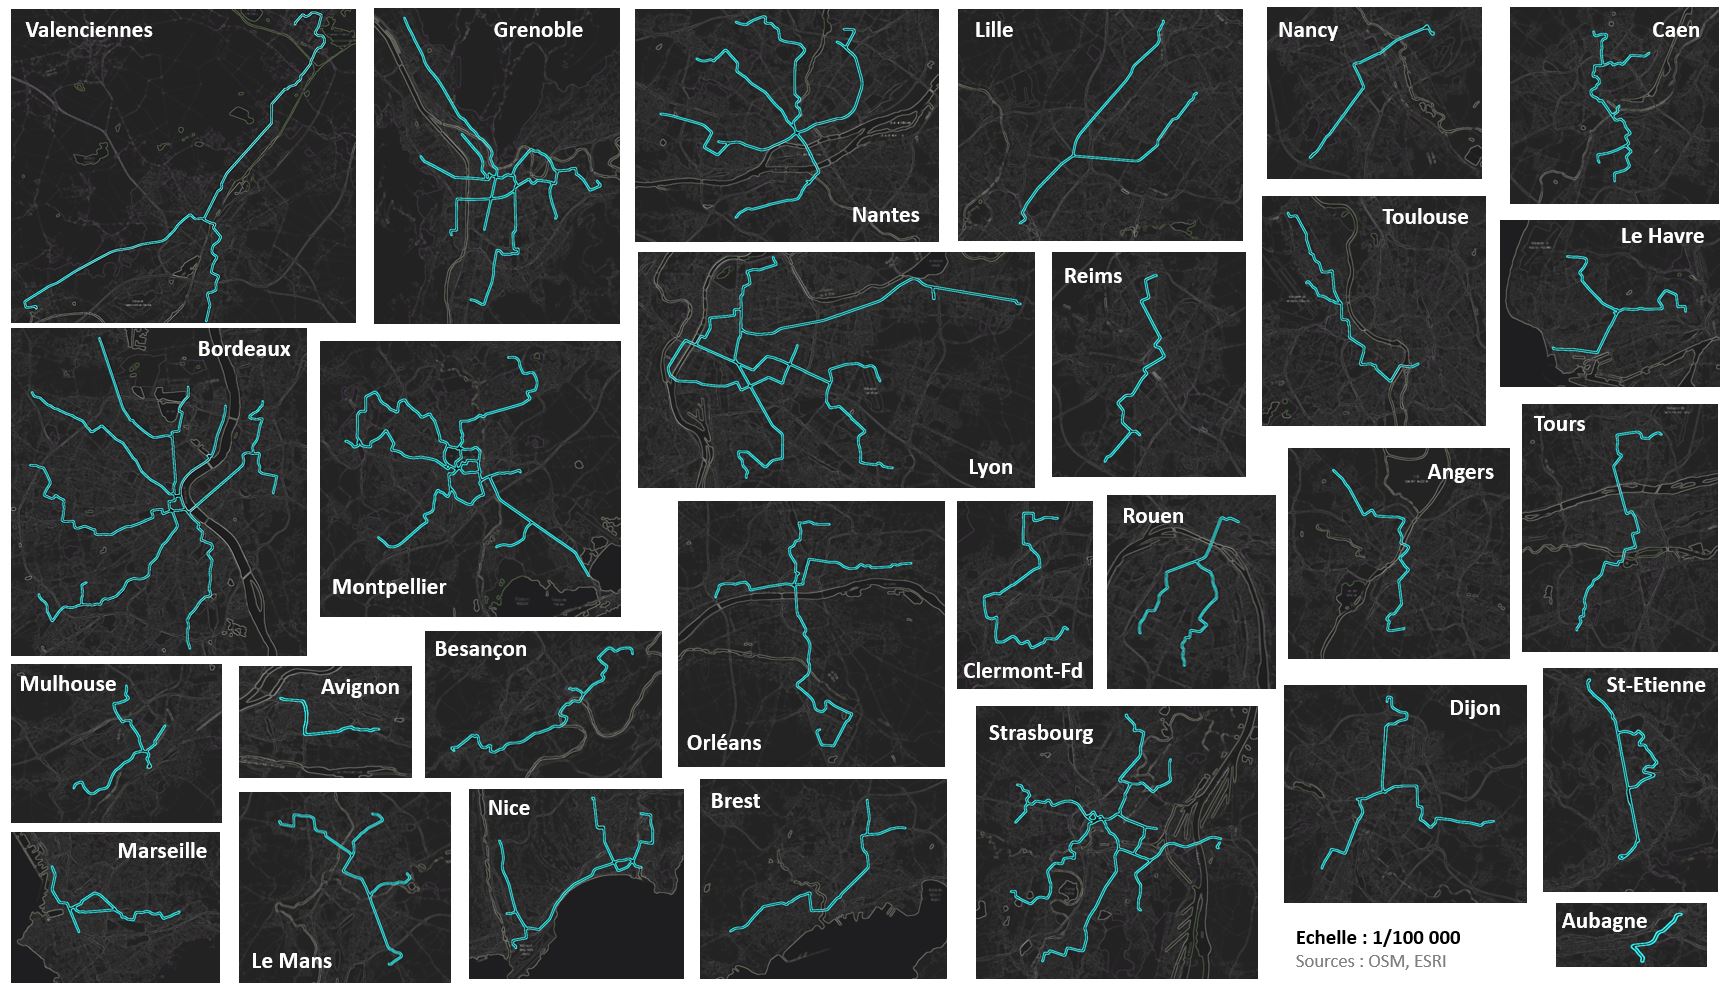 Valenciennes
Grenoble
Nantes
Lille
Nancy
Caen
Toulouse
Le Havre
Lyon
Reims
Bordeaux
Montpellier
Tours
Angers
Orléans
Clermont-Fd
Rouen
Mulhouse
Avignon
Besançon
Strasbourg
Dijon
St-Etienne
Marseille
Le Mans
Nice
Brest
Aubagne
Echelle : 1/100 000
Sources : OSM, ESRI